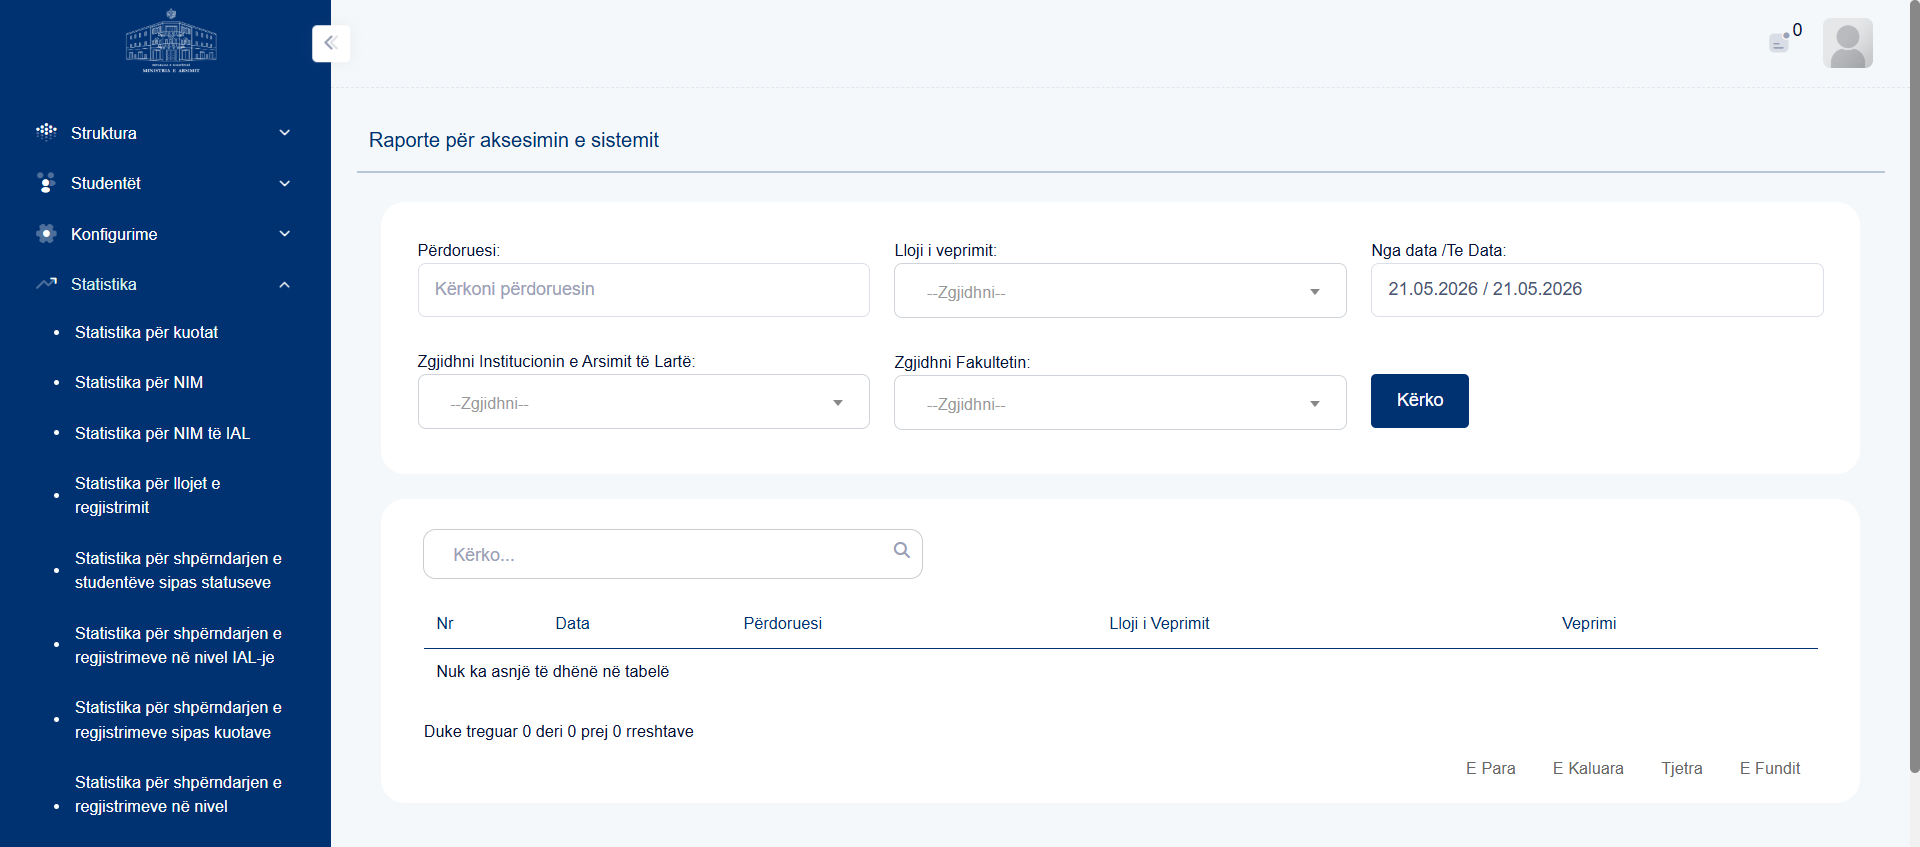 MINISTRIA E ARSIMIT
0
Struktura
Studentët
Konfigurime
Statistika
Statistika për kuotat
Statistika për NIM
Statistika për NIM të IAL
Statistika për llojet e
regjistrimit
Statistika për shpërndarjen e
studentëve sipas statuseve
Statistika për shpërndarjen e
regjistrimeve në nivel IAL-je
Statistika për shpërndarjen e
regjistrimeve sipas kuotave
Statistika për shpërndarjen e
regjistrimeve në nivel
Raporte për aksesimin e sistemit
Përdoruesi:
Kërkoni përdoruesin
Lloji i veprimit:
--Zgjidhni--
Nga data /Te Data:
21.05.2026 / 21.05.2026
Zgjidhni Institucionin e Arsimit të Lartë:
--Zgjidhni--
Zgjidhni Fakultetin:
--Zgjidhni--
Kërko
Kërko...
Nr Data Përdoruesi Lloji i Veprimit Veprimi
Nuk ka asnjë të dhënë në tabelë
Duke treguar 0 deri 0 prej 0 rreshtave
E Para E Kaluara Tjetra E Fundit